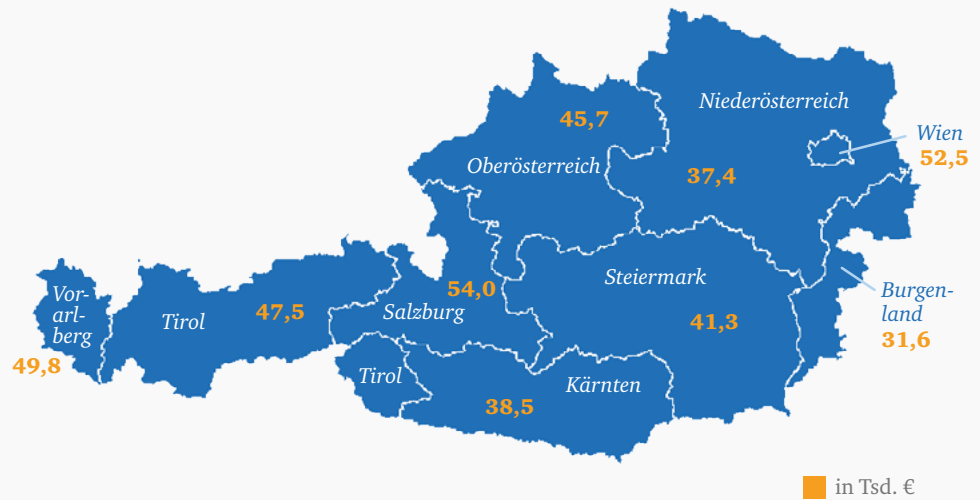 Niederösterreich
45,7
Wien
52,5
Oberösterreich
37,4
Steiermark
Burgen-
land
31,6
Vor-
arl-
berg
49,8
Tirol
47,5
54,0
Salzburg
41,3
Tirol
Kärnten
38,5
in Tsd. €